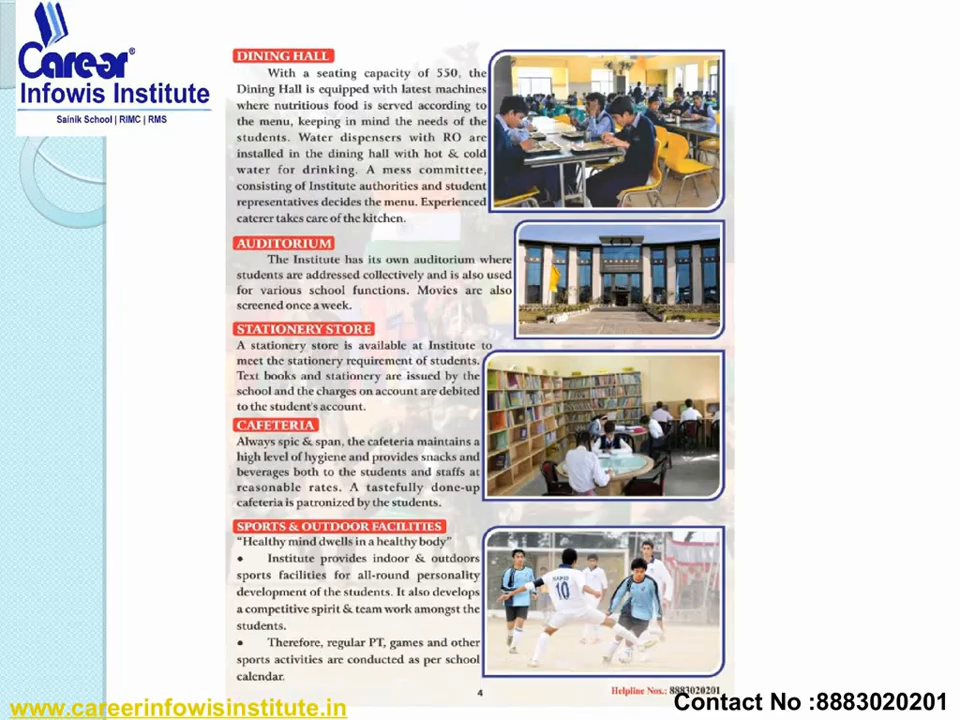 Career®
Infowis Institute
Sainik School | RIMC | RMS
DINING HALL
With a seating capacity of 550, the
Dining Hall is equipped with latest machines
where nutritious food is served according to
the menu, keeping in mind the needs of the
students. Water dispensers with RO are
installed in the dining hall with hot & cold
water for drinking. A mess committee,
consisting of Institute authorities and student
representatives decides the menu. Experienced
caterer takes care of the kitchen.
AUDITORIUM
The Institute has its own auditorium where
students are addressed collectively and is also used
for various school functions. Movies are also
screened once a week.
STATIONERY STORE
A stationery store is available at Institute to
meet the stationery requirement of students.
Text books and stationery are issued by the
school and the charges on account are debited
to the student's account.
CAFETERIA
Always spic & span, the cafeteria maintains a
high level of hygiene and provides snacks and
beverages both to the students and staffs at
reasonable rates. A tastefully done-up
cafeteria is patronized by the students.
SPORTS & OUTDOOR FACILITIES
"Healthy mind dwells in a healthy body"
• Institute provides indoor & outdoors
sports facilities for all-round personality
development of the students. It also develops
a competitive spirit & team work amongst the
students.
• Therefore, regular PT, games and other
sports activities are conducted as per school
calendar.
10
4
Helpline Nos.: 8883020201
www.careerinfowisinstitute.in
Contact No :8883020201